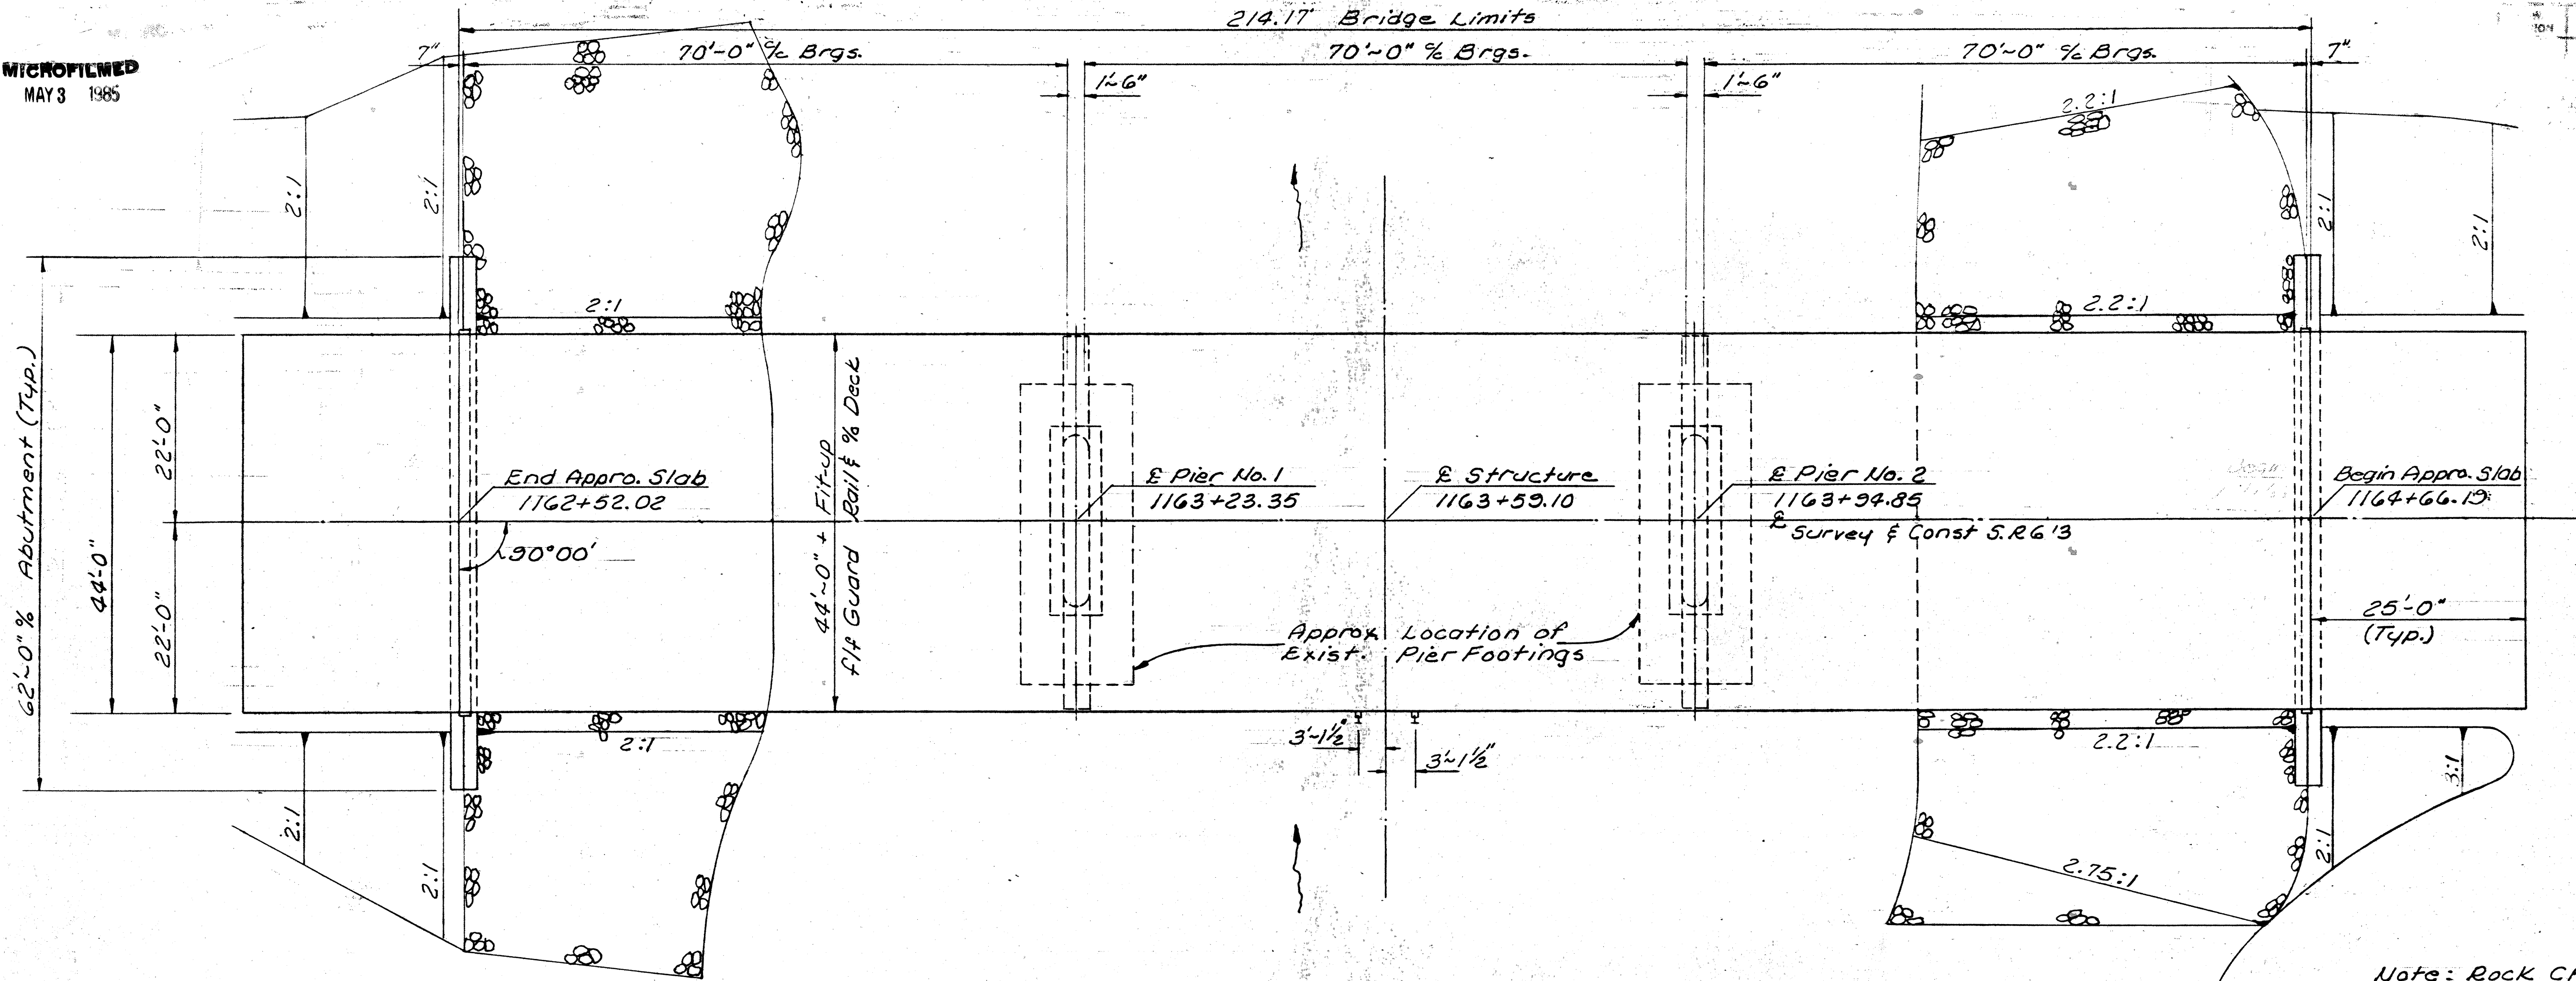 214.17' Bridge Limits
MICROFILMED
MAY 3 1985
7"
70'~0" c/c Brgs.
70'~0" c/c Brgs.
70'~0" c/c Brgs.
7"
1'~6"
1'~6"
2.2:1
2:1
2:1
2:1
2:1
2:1
2.2:1
62'~0" % Abutment (Typ.)
44'-0"
22'-0"
22'-0"
44'~0" + Fit-up
f/f Guard Rail & % Deck
End Appro. Slab
1162+52.02
90°00'
℄ Pier No. 1
1163+23.35
℄ Structure
1163+59.10
℄ Pier No. 2
1163+94.85
℄ Survey & Const S.R. 613
Begin Appro. Slab
1164+66.19
25'-0"
(Typ.)
Approx. Location of
Exist. Pier Footings
2:1
3'~1½"
3'~1½"
2.2:1
2:1
2:1
2:1
3:1
2.75:1
Note: Rock